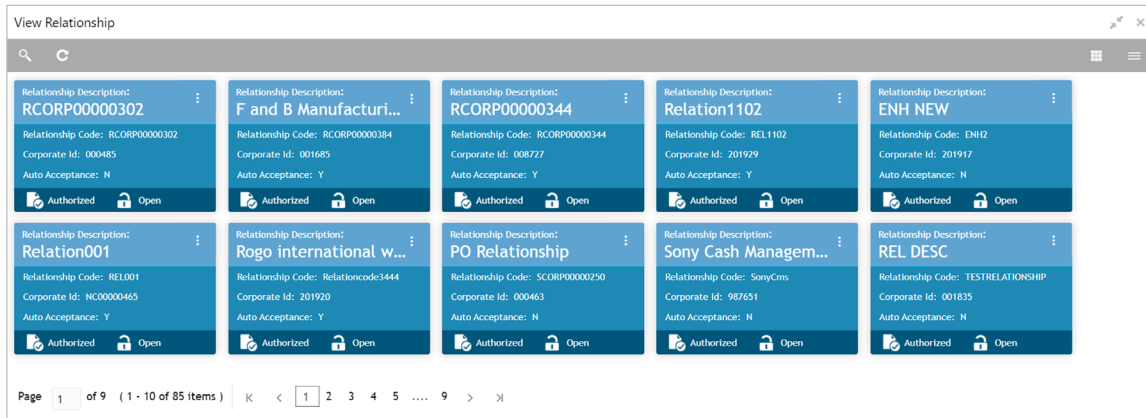 View Relationship
Relationship Description:
RCORP00000302
Relationship Code: RCORP00000302
Corporate Id: 000485
Auto Acceptance: N
Authorized Open
Relationship Description:
F and B Manufacturi...
Relationship Code: RCORP00000384
Corporate Id: 001685
Auto Acceptance: Y
Authorized Open
Relationship Description:
RCORP00000344
Relationship Code: RCORP00000344
Corporate Id: 008727
Auto Acceptance: Y
Authorized Open
Relationship Description:
Relation1102
Relationship Code: REL1102
Corporate Id: 201929
Auto Acceptance: Y
Authorized Open
Relationship Description:
ENH NEW
Relationship Code: ENH2
Corporate Id: 201917
Auto Acceptance: N
Authorized Open
Relationship Description:
Relation001
Relationship Code: REL001
Corporate Id: NC00000465
Auto Acceptance: Y
Authorized Open
Relationship Description:
Rogo international w...
Relationship Code: Relationcode3444
Corporate Id: 201920
Auto Acceptance: Y
Authorized Open
Relationship Description:
PO Relationship
Relationship Code: SCORP00000250
Corporate Id: 000463
Auto Acceptance: N
Authorized Open
Relationship Description:
Sony Cash Managem...
Relationship Code: SonyCms
Corporate Id: 987651
Auto Acceptance: N
Authorized Open
Relationship Description:
REL DESC
Relationship Code: TESTRELATIONSHIP
Corporate Id: 001835
Auto Acceptance: N
Authorized Open
Page 1 of 9 ( 1 - 10 of 85 items ) 1 2 3 4 5 .... 9